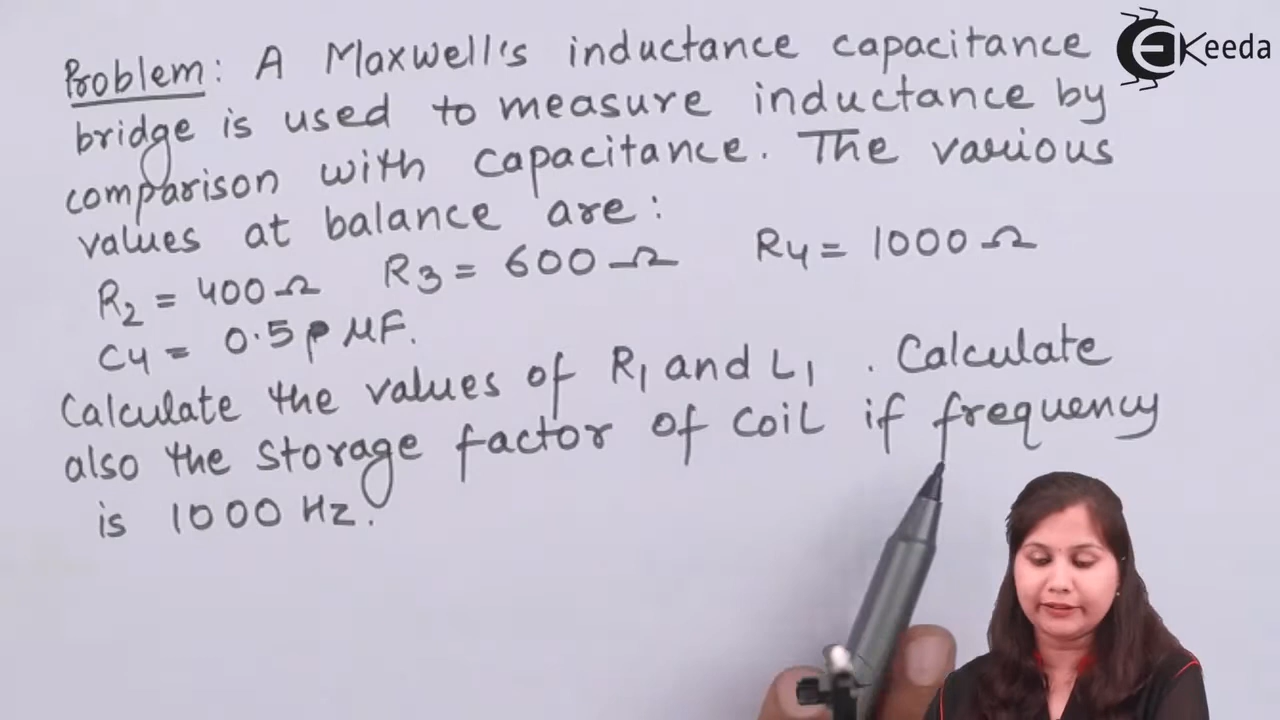 Problem: A Maxwell's inductance capacitance
bridge is used to measure inductance by
comparison with capacitance. The various
values at balance are:
R2 = 400 Ω R3 = 600 Ω R4 = 1000 Ω
C4 = 0.5 μF.
Calculate the values of R1 and L1. Calculate
also the storage factor of coil if frequency
is 1000 Hz.
EKeeda